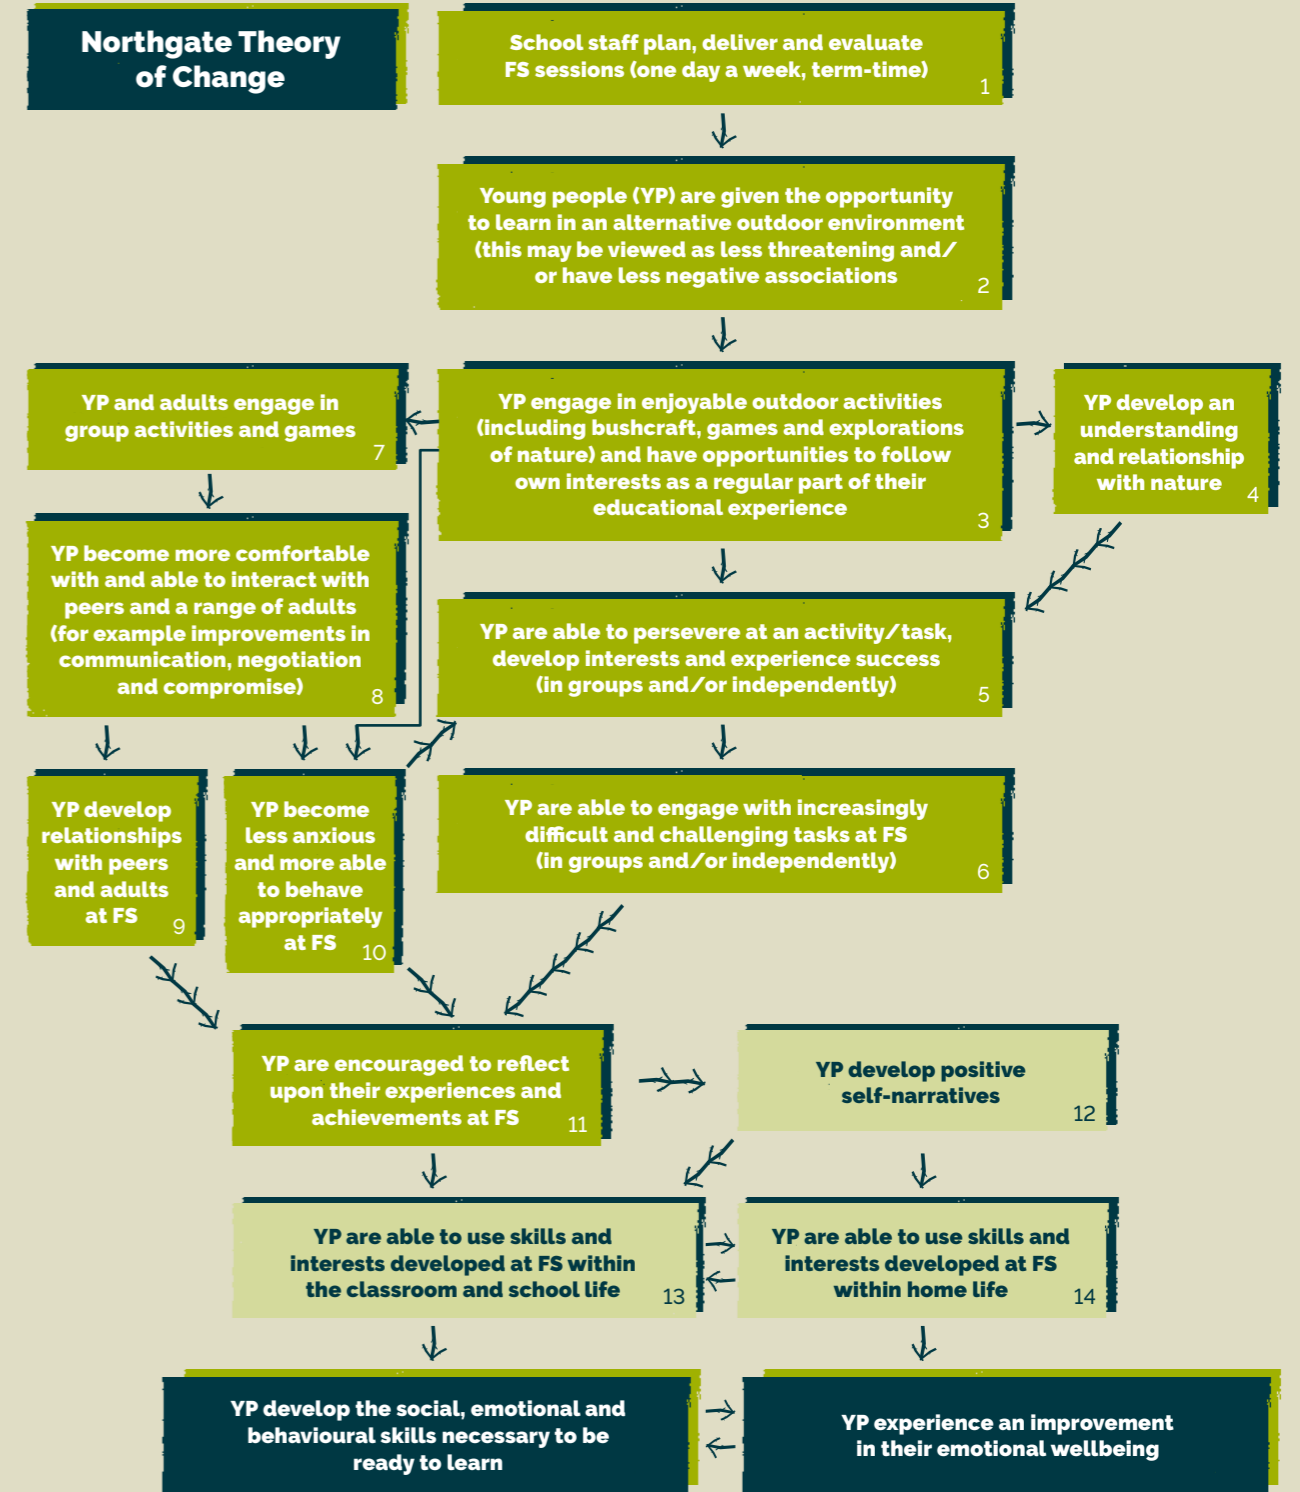 Northgate Theory
of Change
School staff plan, deliver and evaluate
FS sessions (one day a week, term-time)
1
Young people (YP) are given the opportunity
to learn in an alternative outdoor environment
(this may be viewed as less threatening and/
or have less negative associations
2
YP engage in enjoyable outdoor activities
(including bushcraft, games and explorations
of nature) and have opportunities to follow
own interests as a regular part of their
educational experience
3
YP develop an
understanding
and relationship
with nature
4
YP are able to persevere at an activity/task,
develop interests and experience success
(in groups and/or independently)
5
YP are able to engage with increasingly
difficult and challenging tasks at FS
(in groups and/or independently)
6
YP and adults engage in
group activities and games
7
YP become more comfortable
with and able to interact with
peers and a range of adults
(for example improvements in
communication, negotiation
and compromise)
8
YP develop
relationships
with peers
and adults
at FS
9
YP become
less anxious
and more able
to behave
appropriately
at FS
10
YP are encouraged to reflect
upon their experiences and
achievements at FS
11
YP develop positive
self-narratives
12
YP are able to use skills and
interests developed at FS within
the classroom and school life
13
YP are able to use skills and
interests developed at FS
within home life
14
YP develop the social, emotional and
behavioural skills necessary to be
ready to learn
YP experience an improvement
in their emotional wellbeing